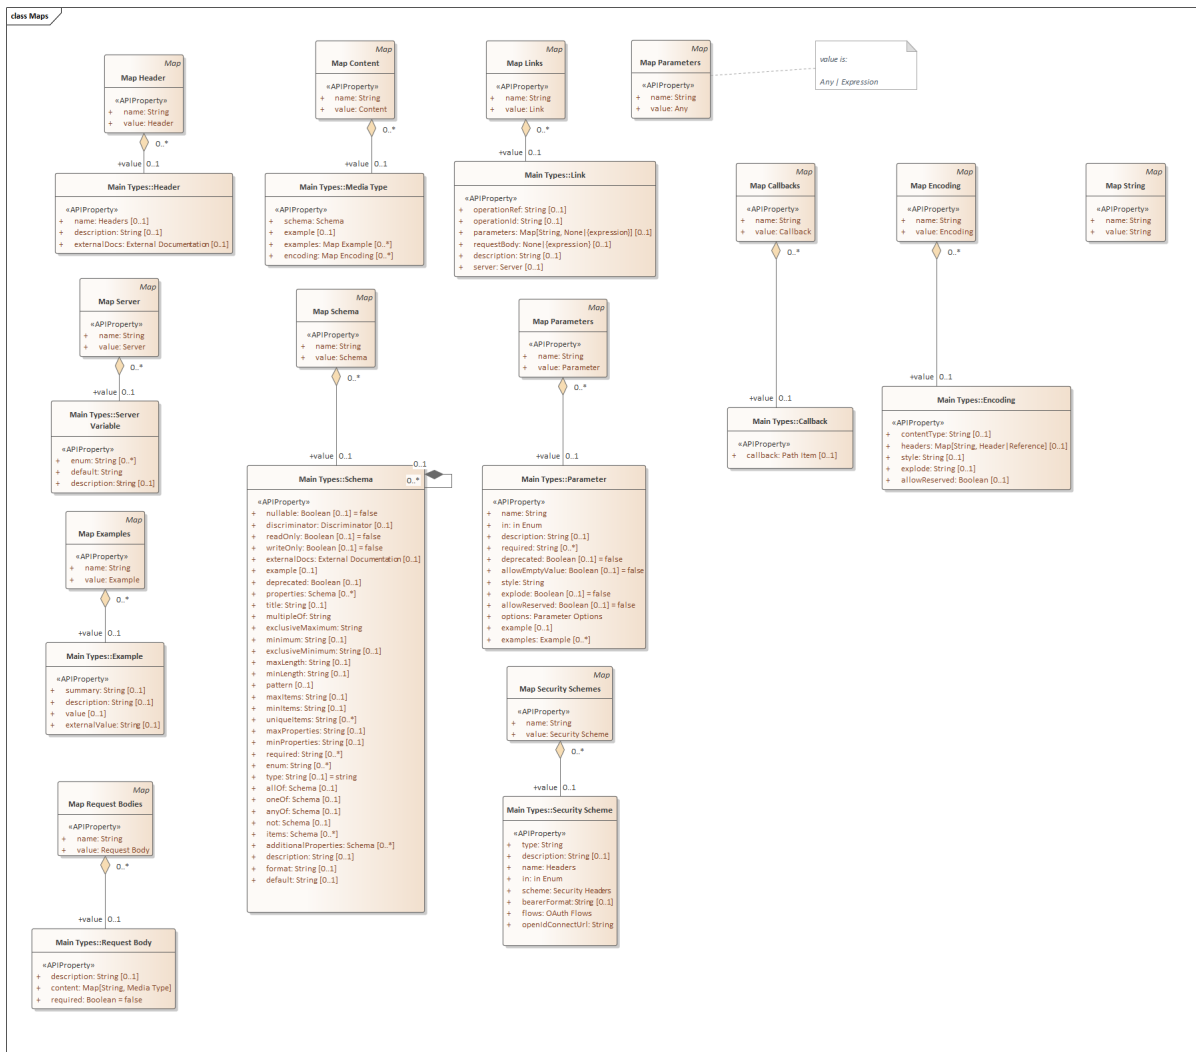 class Maps
Map
Map Header
«APIProperty»
+ name: String
+ value: Header
0..*
+value 0..1
Main Types::Header
«APIProperty»
+ name: Headers [0..1]
+ description: String [0..1]
+ externalDocs: External Documentation [0..1]
Map
Map Content
«APIProperty»
+ name: String
+ value: Content
0..*
+value 0..1
Main Types::Media Type
«APIProperty»
+ schema: Schema
+ example [0..1]
+ examples: Map Example [0..*]
+ encoding: Map Encoding [0..*]
Map
Map Links
«APIProperty»
+ name: String
+ value: Link
0..*
+value 0..1
Main Types::Link
«APIProperty»
+ operationRef: String [0..1]
+ operationId: String [0..1]
+ parameters: Map[String, None|{expression}] [0..1]
+ requestBody: None|{expression} [0..1]
+ description: String [0..1]
+ server: Server [0..1]
Map
Map Parameters
«APIProperty»
+ name: String
+ value: Any
value is:
Any | Expression
Map
Map Callbacks
«APIProperty»
+ name: String
+ value: Callback
0..*
+value 0..1
Main Types::Callback
«APIProperty»
+ callback: Path Item [0..1]
Map
Map Encoding
«APIProperty»
+ name: String
+ value: Encoding
0..*
+value 0..1
Main Types::Encoding
«APIProperty»
+ contentType: String [0..1]
+ headers: Map[String, Header|Reference] [0..1]
+ style: String [0..1]
+ explode: String [0..1]
+ allowReserved: Boolean [0..1]
Map
Map String
«APIProperty»
+ name: String
+ value: String
Map
Map Server
«APIProperty»
+ name: String
+ value: Server
0..*
+value 0..1
Main Types::Server
Variable
«APIProperty»
+ enum: String [0..*]
+ default: String
+ description: String [0..1]
Map
Map Schema
«APIProperty»
+ name: String
+ value: Schema
0..*
+value 0..1
0..1
0..*
Main Types::Schema
«APIProperty»
+ nullable: Boolean [0..1] = false
+ discriminator: Discriminator [0..1]
+ readOnly: Boolean [0..1] = false
+ writeOnly: Boolean [0..1] = false
+ externalDocs: External Documentation [0..1]
+ example [0..1]
+ deprecated: Boolean [0..1]
+ properties: Schema [0..*]
+ title: String [0..1]
+ multipleOf: String
+ exclusiveMaximum: String
+ minimum: String [0..1]
+ exclusiveMinimum: String [0..1]
+ maxLength: String [0..1]
+ minLength: String [0..1]
+ pattern [0..1]
+ maxItems: String [0..1]
+ minItems: String [0..1]
+ uniqueItems: String [0..*]
+ maxProperties: String [0..1]
+ minProperties: String [0..1]
+ required: String [0..*]
+ enum: String [0..*]
+ type: String [0..1] = string
+ allOf: Schema [0..1]
+ oneOf: Schema [0..1]
+ anyOf: Schema [0..1]
+ not: Schema [0..1]
+ items: Schema [0..*]
+ additionalProperties: Schema [0..*]
+ description: String [0..1]
+ format: String [0..1]
+ default: String [0..1]
Map
Map Parameters
«APIProperty»
+ name: String
+ value: Parameter
0..*
+value 0..1
Main Types::Parameter
«APIProperty»
+ name: String
+ in: in Enum
+ description: String [0..1]
+ required: String [0..*]
+ deprecated: Boolean [0..1] = false
+ allowEmptyValue: Boolean [0..1] = false
+ style: String
+ explode: Boolean [0..1] = false
+ allowReserved: Boolean [0..1] = false
+ options: Parameter Options
+ example [0..1]
+ examples: Example [0..*]
Map
Map Examples
«APIProperty»
+ name: String
+ value: Example
0..*
+value 0..1
Main Types::Example
«APIProperty»
+ summary: String [0..1]
+ description: String [0..1]
+ value [0..1]
+ externalValue: String [0..1]
Map
Map Security Schemes
«APIProperty»
+ name: String
+ value: Security Scheme
0..*
+value 0..1
Main Types::Security Scheme
«APIProperty»
+ type: String
+ description: String [0..1]
+ name: Headers
+ in: in Enum
+ scheme: Security Headers
+ bearerFormat: String [0..1]
+ flows: OAuth Flows
+ openIdConnectUrl: String
Map
Map Request Bodies
«APIProperty»
+ name: String
+ value: Request Body
0..*
+value 0..1
Main Types::Request Body
«APIProperty»
+ description: String [0..1]
+ content: Map[String, Media Type]
+ required: Boolean = false